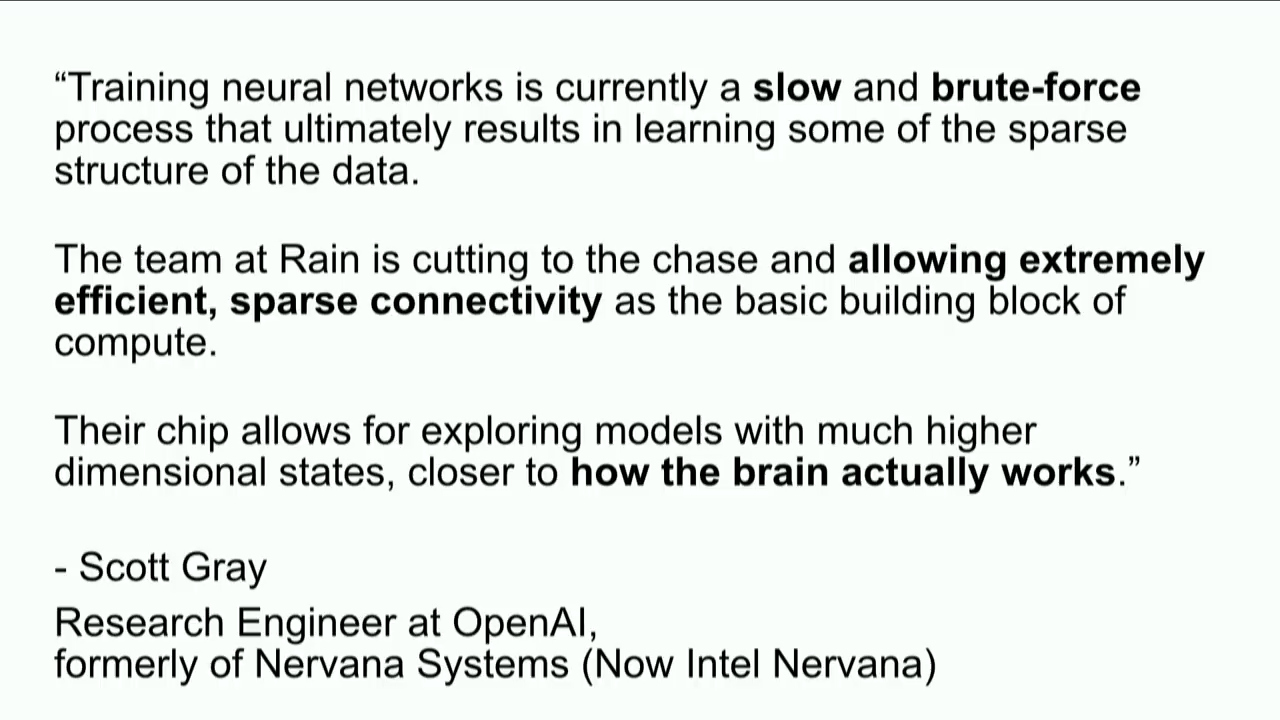 “Training neural networks is currently a slow and brute-force
process that ultimately results in learning some of the sparse
structure of the data.
The team at Rain is cutting to the chase and allowing extremely
efficient, sparse connectivity as the basic building block of
compute.
Their chip allows for exploring models with much higher
dimensional states, closer to how the brain actually works.”
- Scott Gray
Research Engineer at OpenAI,
formerly of Nervana Systems (Now Intel Nervana)